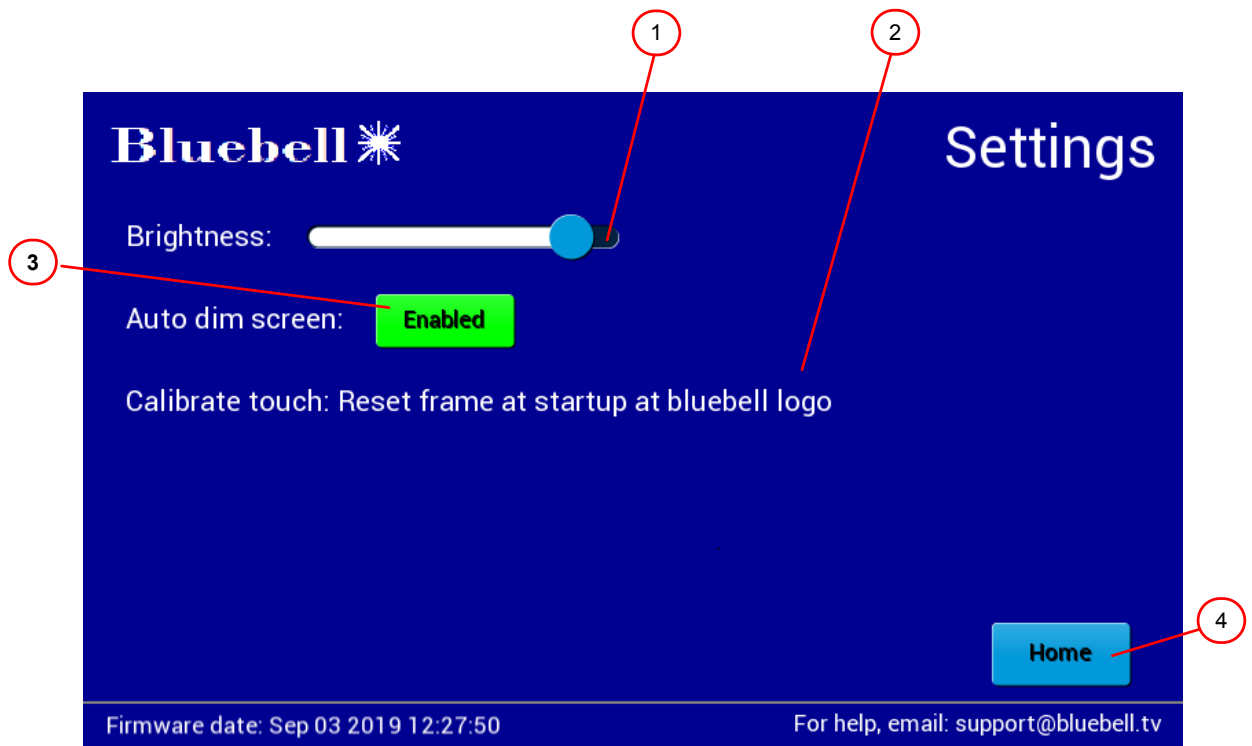 1
2
Bluebell
Settings
Brightness:
3
Auto dim screen: Enabled
Calibrate touch: Reset frame at startup at bluebell logo
4
Home
Firmware date: Sep 03 2019 12:27:50
For help, email: support@bluebell.tv